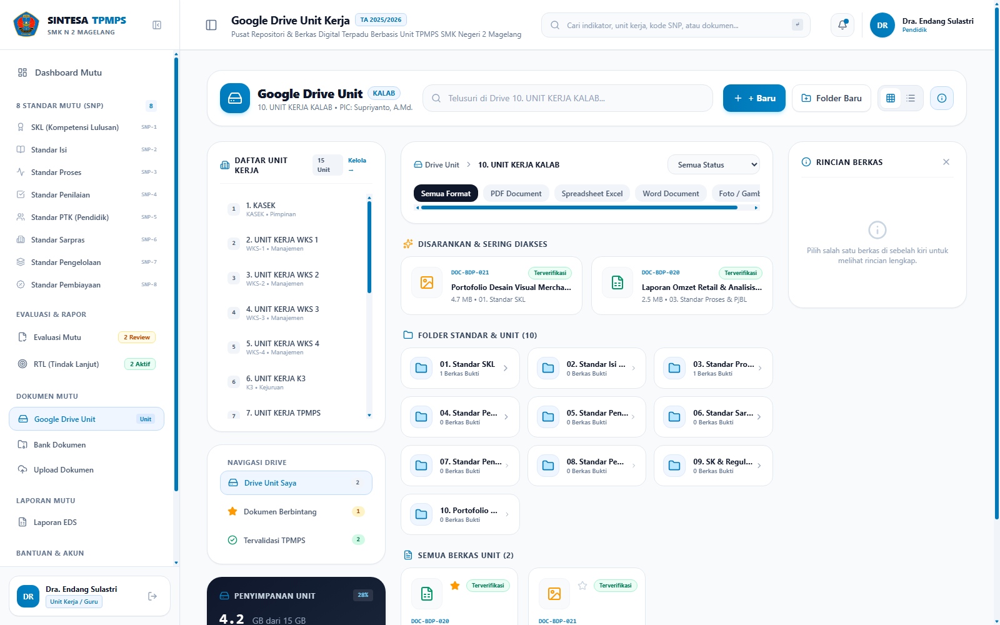 SINTESA TPMPS
SMK N 2 MAGELANG
Dashboard Mutu
8 STANDAR MUTU (SNP)
8
SKL (Kompetensi Lulusan)
SNP-1
Standar Isi
SNP-2
Standar Proses
SNP-3
Standar Penilaian
SNP-4
Standar PTK (Pendidik)
SNP-5
Standar Sarpras
SNP-6
Standar Pengelolaan
SNP-7
Standar Pembiayaan
SNP-8
EVALUASI & RAPOR
Evaluasi Mutu
2 Review
RTL (Tindak Lanjut)
2 Aktif
DOKUMEN MUTU
Google Drive Unit
Unit
Bank Dokumen
Upload Dokumen
LAPORAN MUTU
Laporan EDS
BANTUAN & AKUN
DR
Dra. Endang Sulastri
Unit Kerja / Guru
Google Drive Unit Kerja
TA 2025/2026
Pusat Repositori & Berkas Digital Terpadu Berbasis Unit TPMPS SMK Negeri 2 Magelang
Cari indikator, unit kerja, kode SNP, atau dokumen...
DR
Dra. Endang Sulastri
Pendidik
Google Drive Unit
KALAB
10. UNIT KERJA KALAB • PIC: Supriyanto, A.Md.
Telusuri di Drive 10. UNIT KERJA KALAB...
+ Baru
Folder Baru
DAFTAR UNIT KERJA
15 Unit
Kelola →
1
1. KASEK
KASEK • Pimpinan
2
2. UNIT KERJA WKS 1
WKS-1 • Manajemen
3
3. UNIT KERJA WKS 2
WKS-2 • Manajemen
4
4. UNIT KERJA WKS 3
WKS-3 • Manajemen
5
5. UNIT KERJA WKS 4
WKS-4 • Manajemen
6
6. UNIT KERJA K3
K3 • Kejuruan
7
7. UNIT KERJA TPMPS
NAVIGASI DRIVE
Drive Unit Saya
2
Dokumen Berbintang
1
Tervalidasi TPMPS
2
PENYIMPANAN UNIT
28%
4.2 GB dari 15 GB
Drive Unit
10. UNIT KERJA KALAB
Semua Status
Semua Format
PDF Document
Spreadsheet Excel
Word Document
Foto / Gamb
DISARANKAN & SERING DIAKSES
DOC-BDP-021
Terverifikasi
Portofolio Desain Visual Mercha...
4.7 MB • 01. Standar SKL
DOC-BDP-020
Terverifikasi
Laporan Omzet Retail & Analisis...
2.5 MB • 03. Standar Proses & PjBL
FOLDER STANDAR & UNIT (10)
01. Standar SKL
1 Berkas Bukti
02. Standar Isi ...
0 Berkas Bukti
03. Standar Pro...
1 Berkas Bukti
04. Standar Pe...
0 Berkas Bukti
05. Standar Pen...
0 Berkas Bukti
06. Standar Sar...
0 Berkas Bukti
07. Standar Pen...
0 Berkas Bukti
08. Standar Pe...
0 Berkas Bukti
09. SK & Regul...
0 Berkas Bukti
10. Portofolio ...
0 Berkas Bukti
SEMUA BERKAS UNIT (2)
Terverifikasi
DOC-BDP-020
Terverifikasi
DOC-BDP-021
RINCIAN BERKAS
Pilih salah satu berkas di sebelah kiri untuk
melihat rincian lengkap.